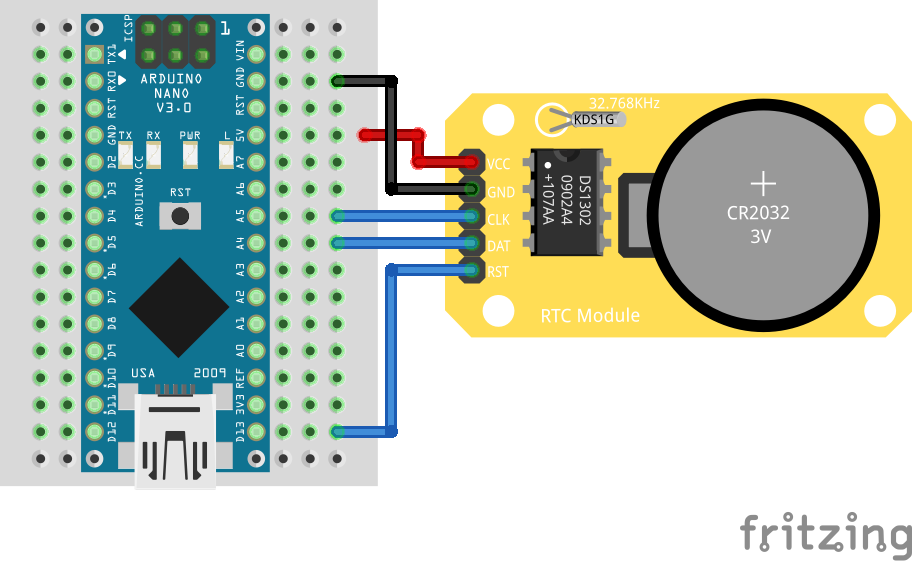 ICSP
1
TX1
RX0
RST
GND
D2
D3
D4
D5
D6
D7
D8
D9
D10
D11
D12
VIN
GND
RST
5V
A7
A6
A5
A4
A3
A2
A1
A0
REF
3V3
D13
ARDUINO
NANO
V3.0
TX RX PWR L
ARDUINO.CC
RST
USA 2009
32.768KHz
KDS1G
VCC
GND
CLK
DAT
RST
DS1302
0902A4
+107AA
CR2032
3V
RTC Module
fritzing